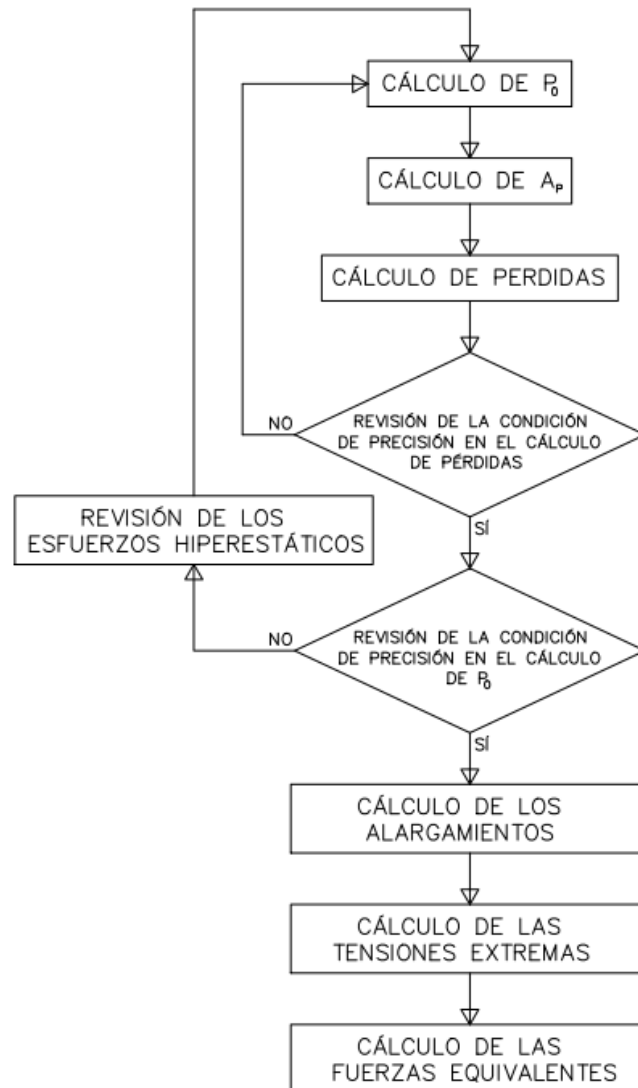 CÁLCULO DE P₀
CÁLCULO DE Aₚ
CÁLCULO DE PERDIDAS
NO
REVISIÓN DE LA CONDICIÓN
DE PRECISIÓN EN EL CÁLCULO
DE PÉRDIDAS
SÍ
REVISIÓN DE LOS
ESFUERZOS HIPERESTÁTICOS
NO
REVISIÓN DE LA CONDICIÓN
DE PRECISIÓN EN EL CÁLCULO
DE P₀
SÍ
CÁLCULO DE LOS
ALARGAMIENTOS
CÁLCULO DE LAS
TENSIONES EXTREMAS
CÁLCULO DE LAS
FUERZAS EQUIVALENTES